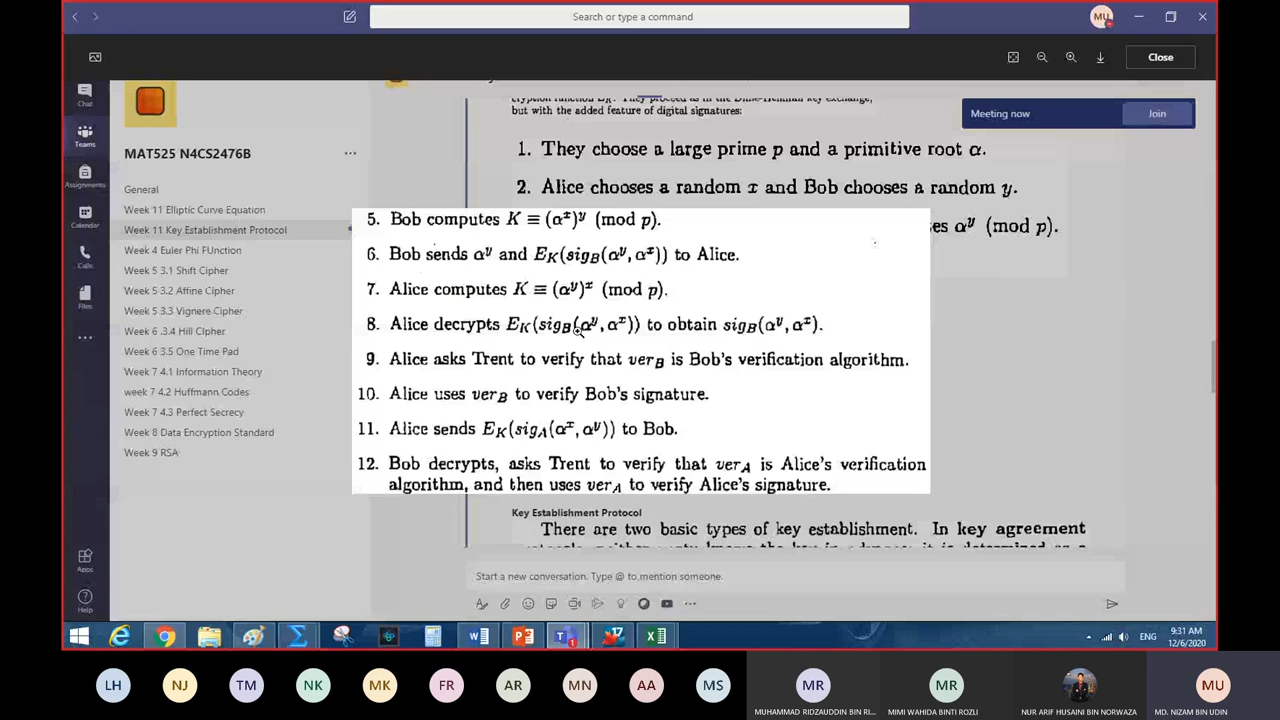 Search or type a command
MU
Close
Chat
Teams
Assignments
Calendar
Calls
Files
Apps
Help
MAT525 N4CS2476B
General
Week 11 Elliptic Curve Equation
Week 11 Key Establishment Protocol
Week 4 Euler Phi FUnction
Week 5 3.1 Shift Cipher
Week 5 3.2 Affine Cipher
Week 5 3.3 Vignere Cipher
Week 6 .3.4 Hill CIpher
Week 6 3.5 One Time Pad
Week 7 4.1 Information Theory
week 7 4.2 Huffmann Codes
Week 7 4.3 Perfect Secrecy
Week 8 Data Encryption Standard
Week 9 RSA
Meeting now
Join
but with the added feature of digital signatures:
1. They choose a large prime p and a primitive root α.
2. Alice chooses a random x and Bob chooses a random y.
es α^y (mod p).
5. Bob computes K ≡ (α^x)^y (mod p).
6. Bob sends α^y and E_K(sig_B(α^y, α^x)) to Alice.
7. Alice computes K ≡ (α^y)^x (mod p).
8. Alice decrypts E_K(sig_B(α^y, α^x)) to obtain sig_B(α^y, α^x).
9. Alice asks Trent to verify that ver_B is Bob's verification algorithm.
10. Alice uses ver_B to verify Bob's signature.
11. Alice sends E_K(sig_A(α^x, α^y)) to Bob.
12. Bob decrypts, asks Trent to verify that ver_A is Alice's verification
algorithm, and then uses ver_A to verify Alice's signature.
Key Establishment Protocol
There are two basic types of key establishment. In key agreement
Start a new conversation. Type @ to mention someone.
ENG
9:31 AM
12/6/2020
LH NJ TM NK MK FR AR MN AA MS MR MR MU
MUHAMMAD RIDZAUDDIN BIN RI...
MIMI WAHIDA BINTI ROZLI
NUR ARIF HUSAINI BIN NORWAZA
MD. NIZAM BIN UDIN